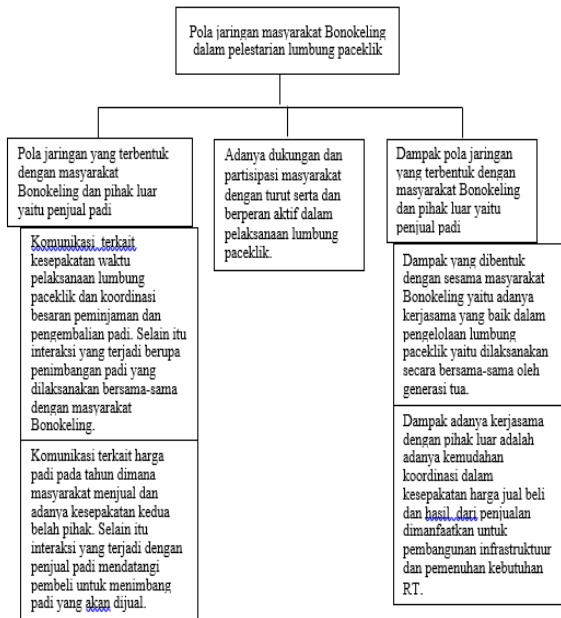 Pola jaringan masyarakat Bonokeling
dalam pelestarian lumbung paceklik
Pola jaringan yang terbentuk
dengan masyarakat
Bonokeling dan pihak luar
yaitu penjual padi
Komunikasi terkait
kesepakatan waktu
pelaksanaan lumbung
paceklik dan koordinasi
besaran peminjaman dan
pengembalian padi. Selain itu
interaksi yang terjadi berupa
penimbangan padi yang
dilaksanakan bersama-sama
dengan masyarakat
Bonokeling.
Komunikasi terkait harga
padi pada tahun dimana
masyarakat menjual dan
adanya kesepakatan kedua
belah pihak. Selain itu
interaksi yang terjadi dengan
penjual padi mendatangi
pembeli untuk menimbang
padi yang akan dijual.
Adanya dukungan dan
partisipasi masyarakat
dengan turut serta dan
berperan aktif dalam
pelaksanaan lumbung
paceklik.
Dampak pola jaringan
yang terbentuk dengan
masyarakat Bonokeling
dan pihak luar yaitu
penjual padi
Dampak yang dibentuk
dengan sesama masyarakat
Bonokeling yaitu adanya
kerjasama yang baik dalam
pengelolaan lumbung
paceklik yaitu dilaksanakan
secara bersama-sama oleh
generasi tua.
Dampak adanya kerjasama
dengan pihak luar adalah
adanya kemudahan
koordinasi dalam
kesepakatan harga jual beli
dan hasil dari penjualan
dimanfaatkan untuk
pembangunan infrastruktuur
dan pemenuhan kebutuhan
RT.